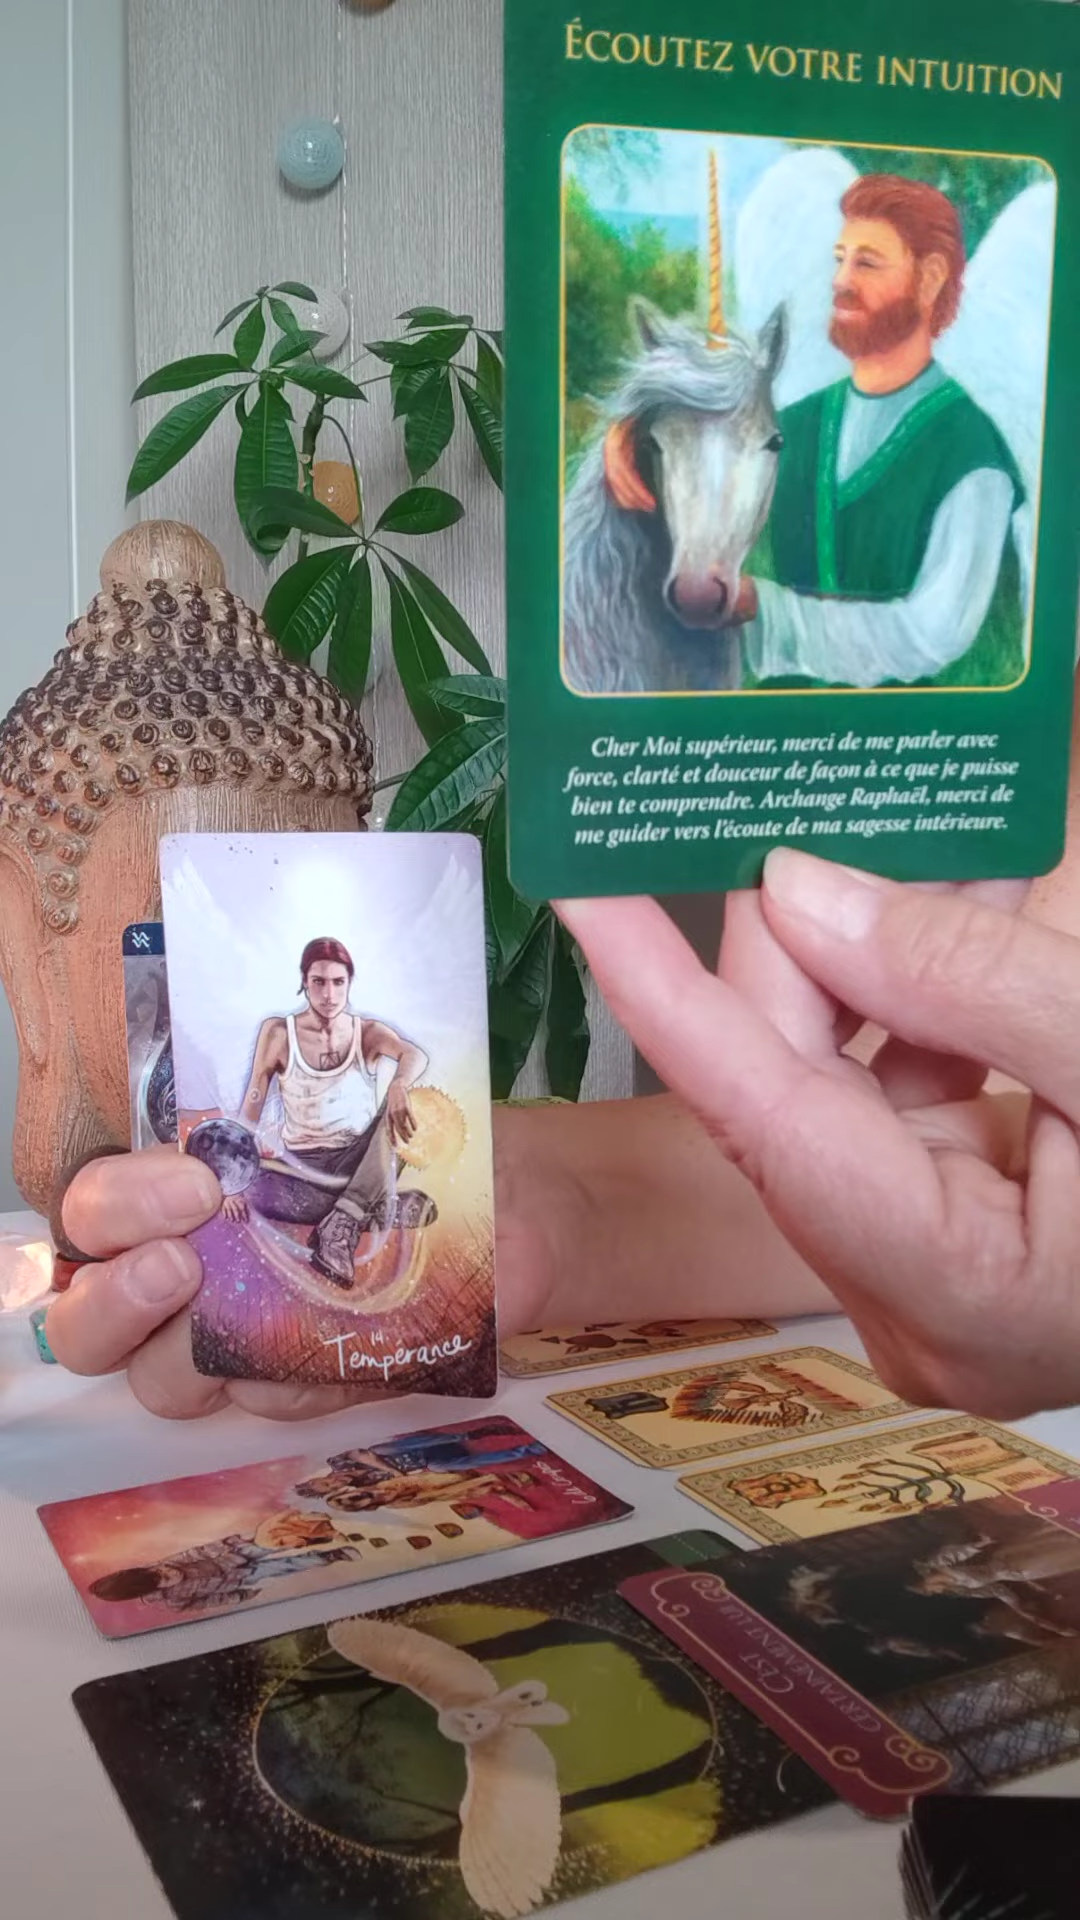 ÉCOUTEZ VOTRE INTUITION
Cher Moi supérieur, merci de me parler avec
force, clarté et douceur de façon à ce que je puisse
bien te comprendre. Archange Raphaël, merci de
me guider vers l'écoute de ma sagesse intérieure.
14.
Tempérance
C'EST
CERTAINEMENT